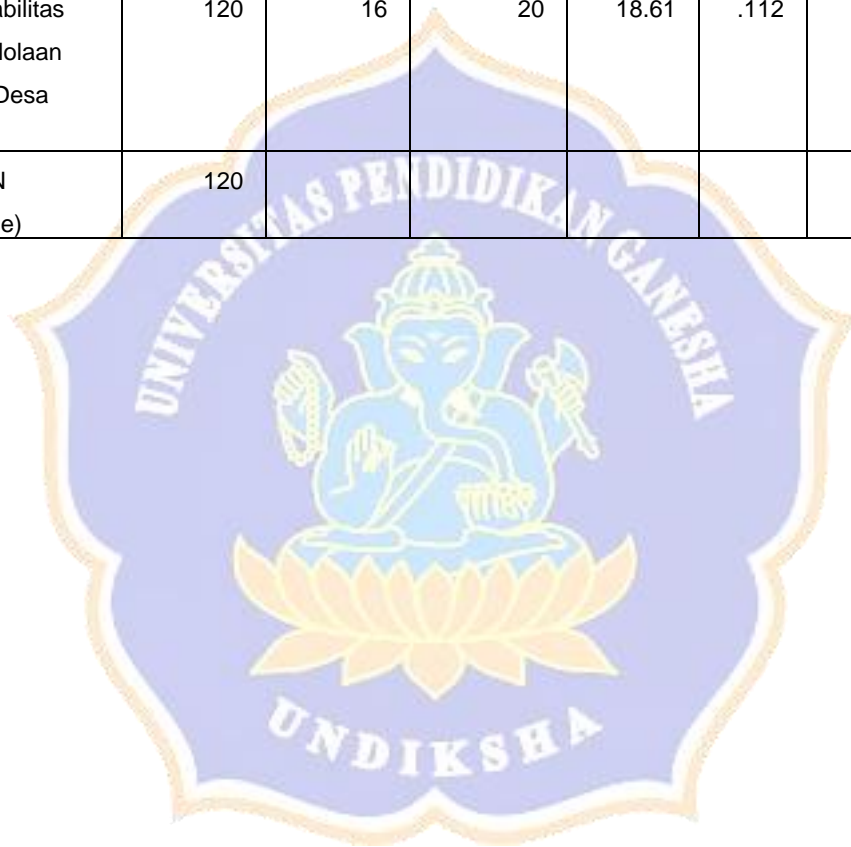 abilitas 120 16 20 18.61 .112
lolaan
Desa
N 120
e)
UNIVERSITAS PENDIDIKAN GANESHA
UNDIKSHA